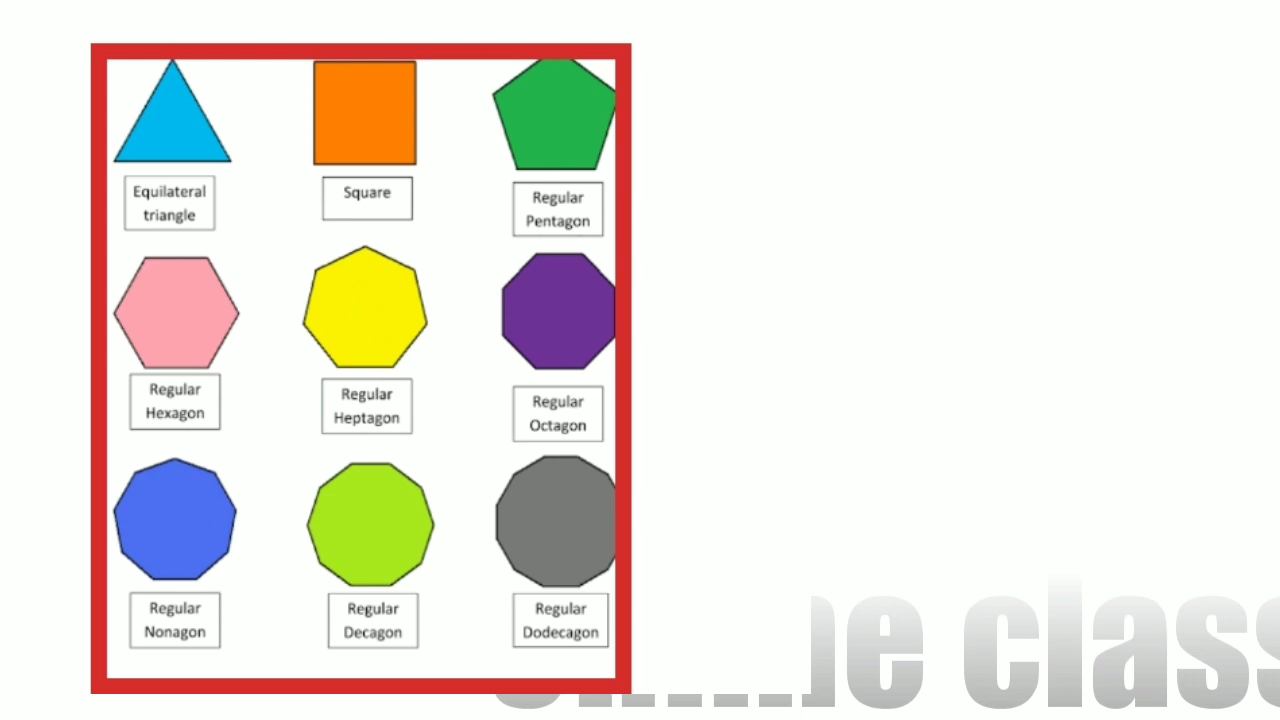 Equilateral
triangle
Square
Regular
Pentagon
Regular
Hexagon
Regular
Heptagon
Regular
Octagon
Regular
Nonagon
Regular
Decagon
Regular
Dodecagon